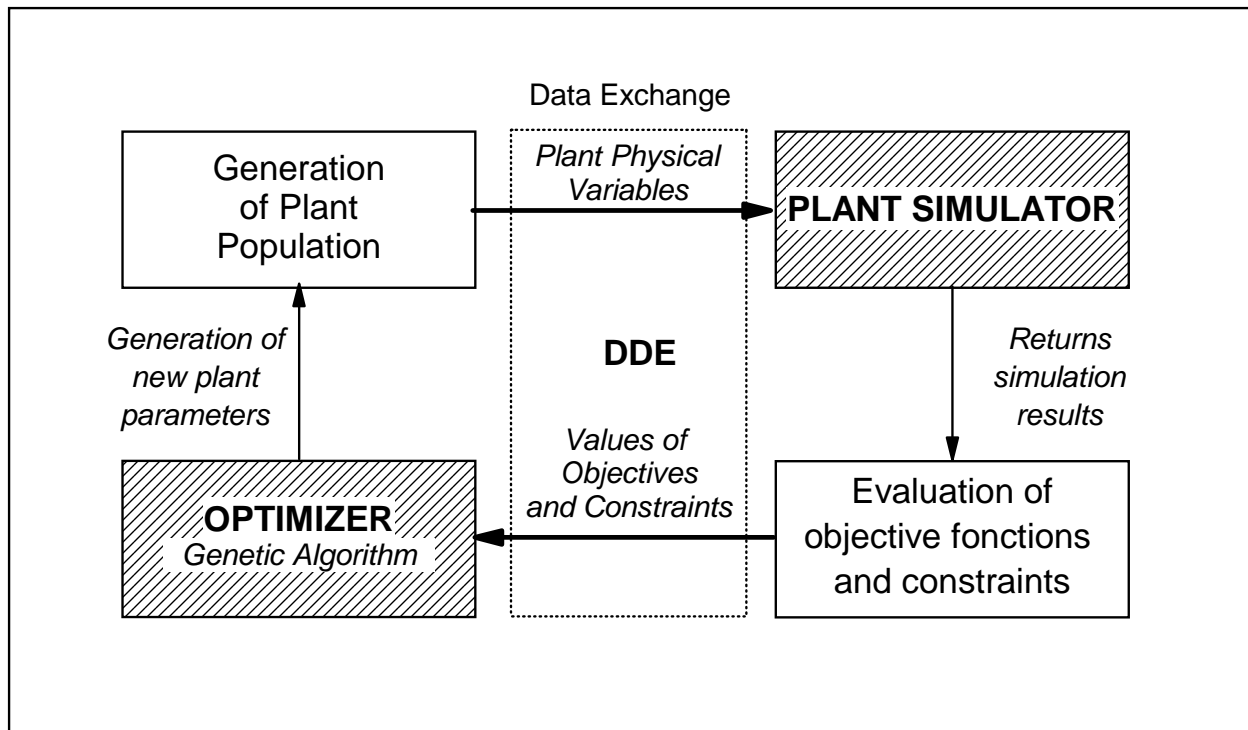 Data Exchange
Generation
of Plant
Population
Plant Physical
Variables
PLANT SIMULATOR
Generation of
new plant
parameters
DDE
Returns
simulation
results
Values of
Objectives
and Constraints
OPTIMIZER
Genetic Algorithm
Evaluation of
objective fonctions
and constraints